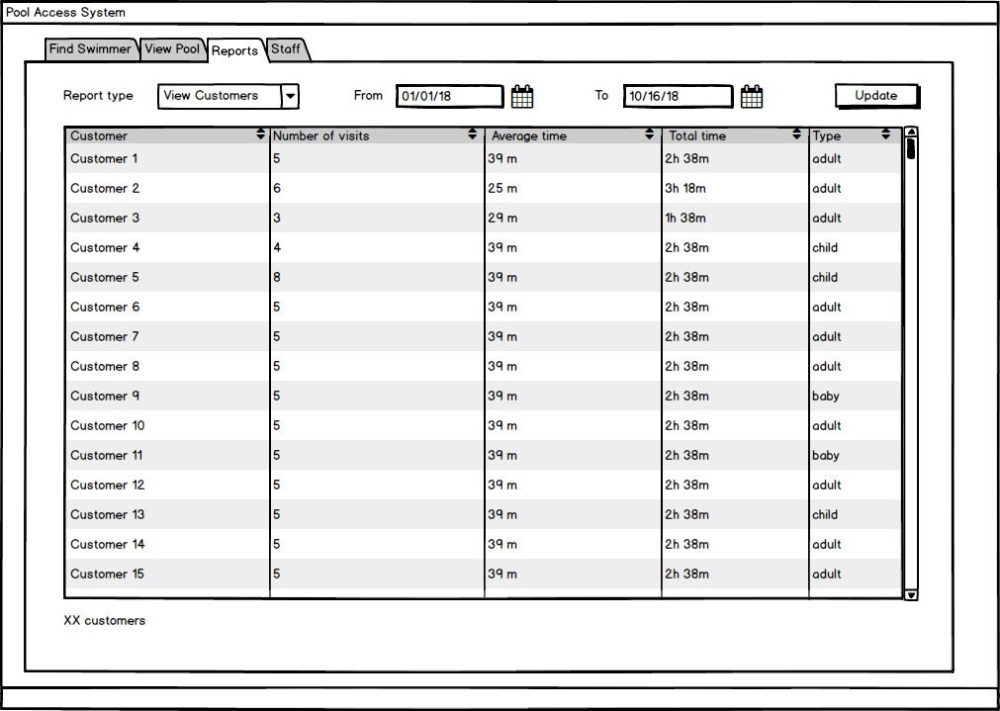 Pool Access System
Find Swimmer View Pool Reports Staff
Report type View Customers From 01/01/18 To 10/16/18 Update
Customer Number of visits Average time Total time Type
Customer 1 5 39 m 2h 38m adult
Customer 2 6 25 m 3h 18m adult
Customer 3 3 29 m 1h 38m adult
Customer 4 4 39 m 2h 38m child
Customer 5 8 39 m 2h 38m child
Customer 6 5 39 m 2h 38m adult
Customer 7 5 39 m 2h 38m adult
Customer 8 5 39 m 2h 38m adult
Customer 9 5 39 m 2h 38m baby
Customer 10 5 39 m 2h 38m adult
Customer 11 5 39 m 2h 38m baby
Customer 12 5 39 m 2h 38m adult
Customer 13 5 39 m 2h 38m child
Customer 14 5 39 m 2h 38m adult
Customer 15 5 39 m 2h 38m adult
XX customers